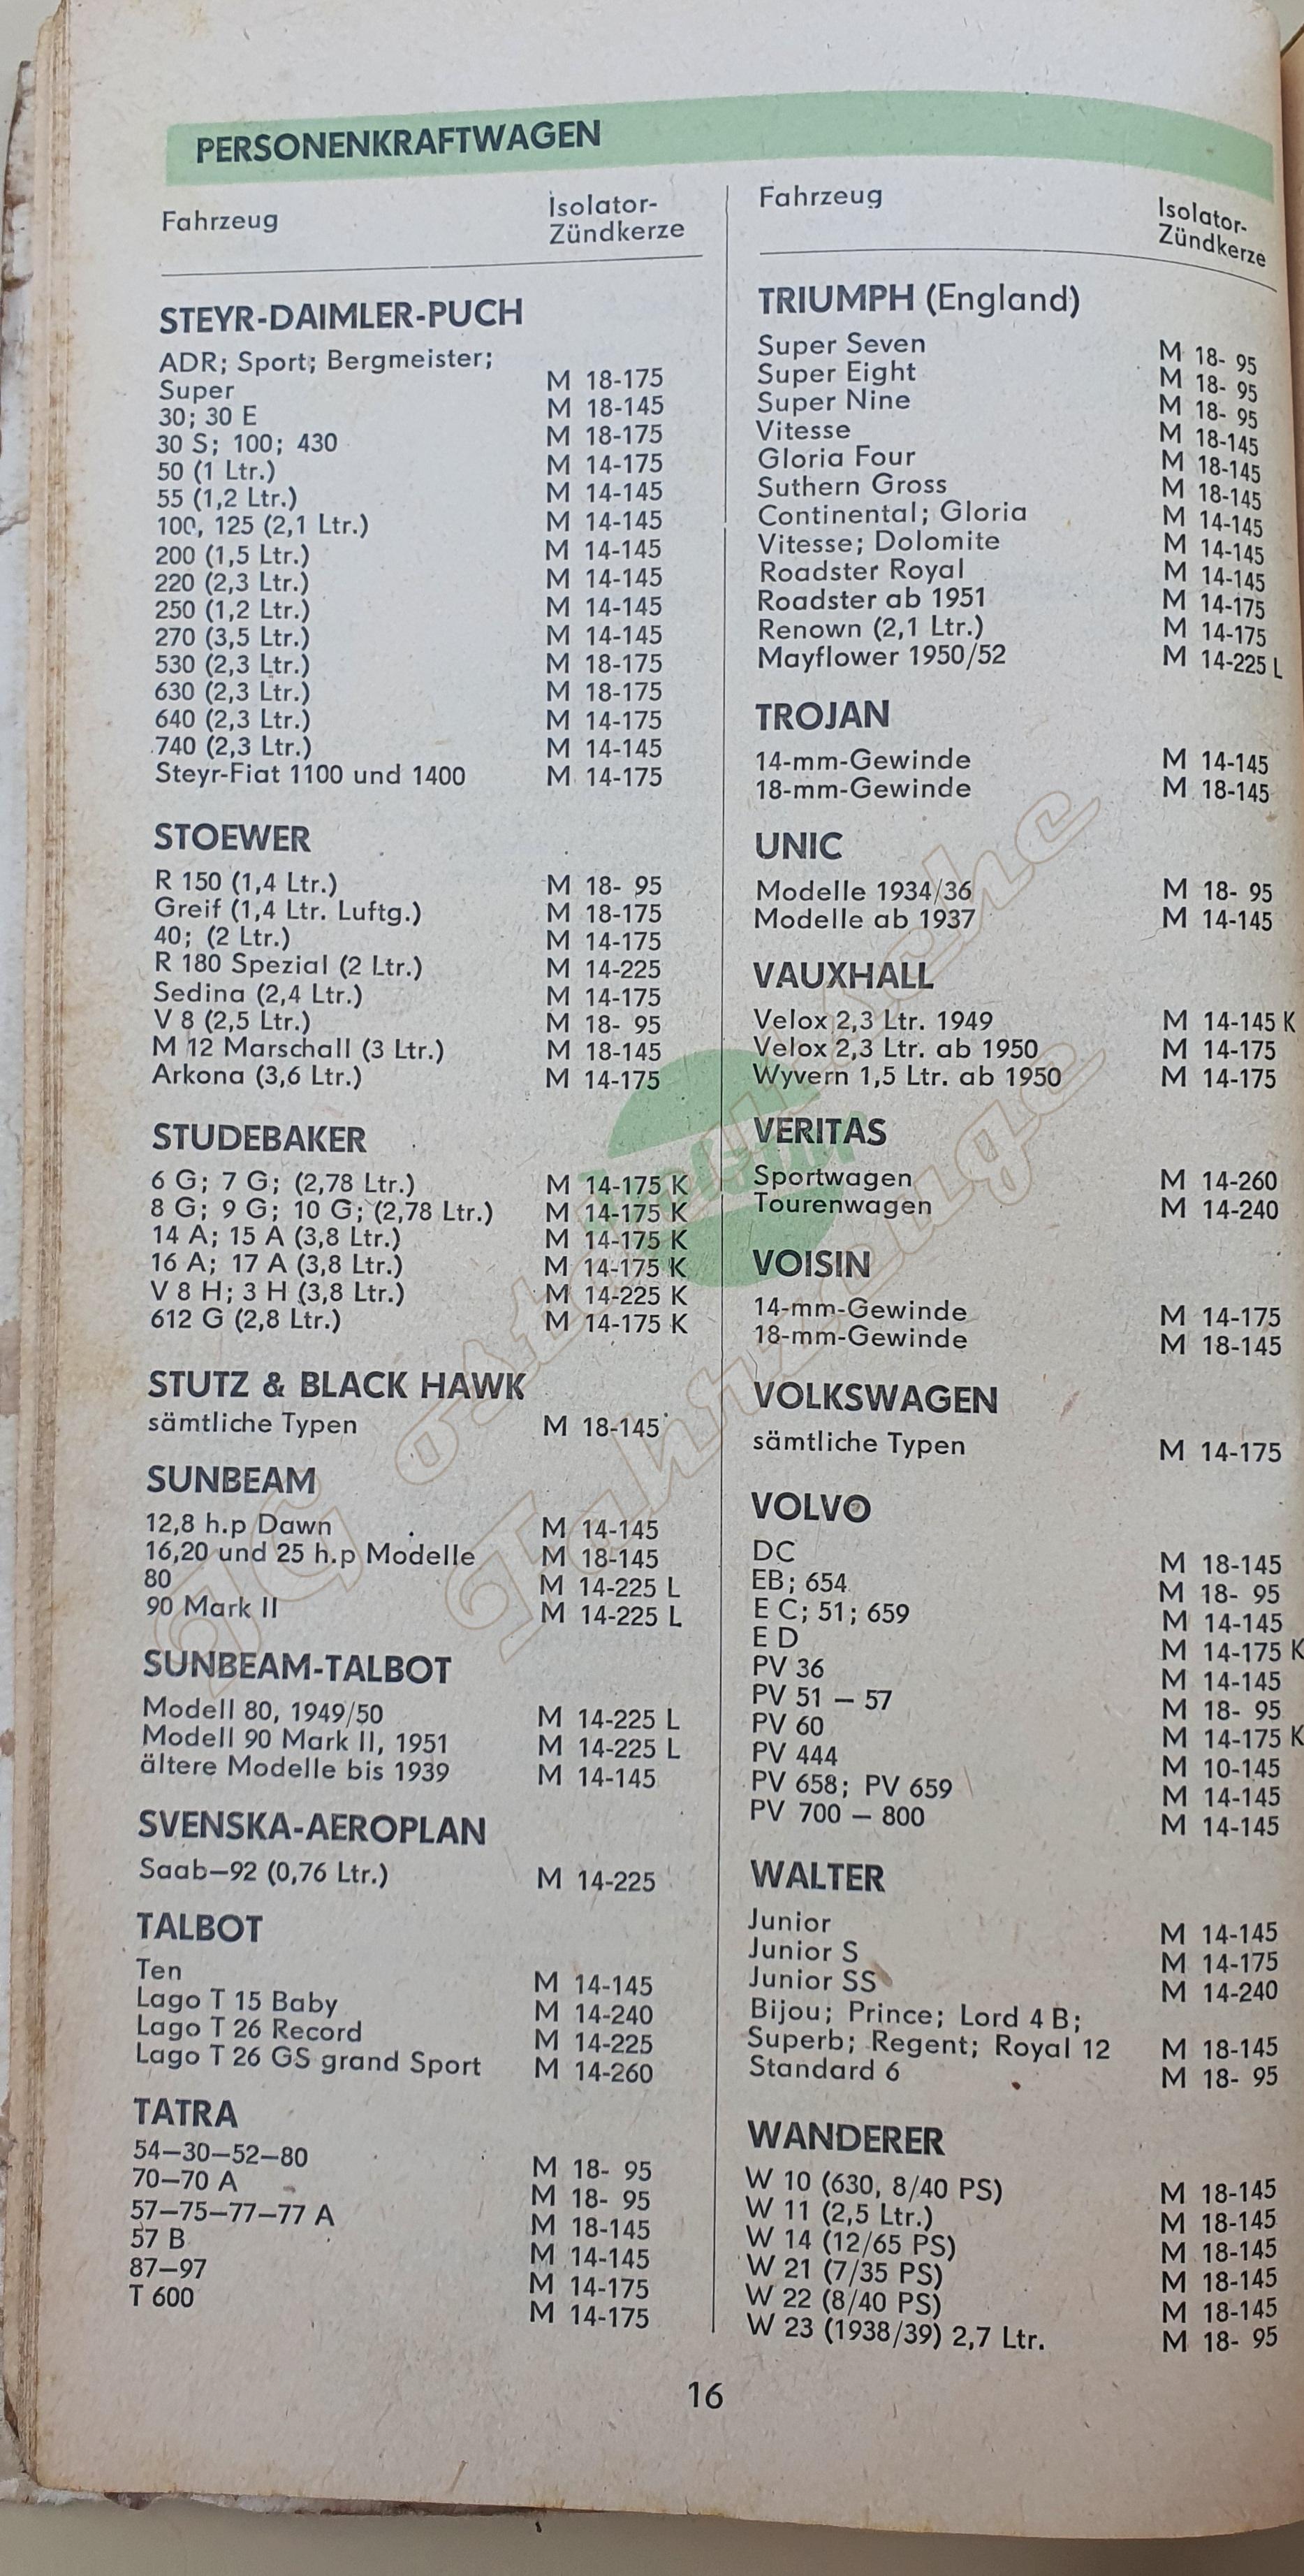 PERSONENKRAFTWAGEN
Fahrzeug Isolator-
Zündkerze
STEYR-DAIMLER-PUCH
ADR; Sport; Bergmeister;
Super M 18-175
30; 30 E M 18-145
30 S; 100; 430 M 18-175
50 (1 Ltr.) M 14-175
55 (1,2 Ltr.) M 14-145
100, 125 (2,1 Ltr.) M 14-145
200 (1,5 Ltr.) M 14-145
220 (2,3 Ltr.) M 14-145
250 (1,2 Ltr.) M 14-145
270 (3,5 Ltr.) M 14-145
530 (2,3 Ltr.) M 18-175
630 (2,3 Ltr.) M 18-175
640 (2,3 Ltr.) M 14-175
740 (2,3 Ltr.) M 14-145
Steyr-Fiat 1100 und 1400 M 14-175
STOEWER
R 150 (1,4 Ltr.) M 18- 95
Greif (1,4 Ltr. Luftg.) M 18-175
40; (2 Ltr.) M 14-175
R 180 Spezial (2 Ltr.) M 14-225
Sedina (2,4 Ltr.) M 14-175
V 8 (2,5 Ltr.) M 18- 95
M 12 Marschall (3 Ltr.) M 18-145
Arkona (3,6 Ltr.) M 14-175
STUDEBAKER
6 G; 7 G; (2,78 Ltr.) M 14-175 K
8 G; 9 G; 10 G; (2,78 Ltr.) M 14-175 K
14 A; 15 A (3,8 Ltr.) M 14-175 K
16 A; 17 A (3,8 Ltr.) M 14-175 K
V 8 H; 3 H (3,8 Ltr.) M 14-225 K
612 G (2,8 Ltr.) M 14-175 K
STUTZ & BLACK HAWK
sämtliche Typen M 18-145
SUNBEAM
12,8 h.p Dawn M 14-145
16,20 und 25 h.p Modelle M 18-145
80 M 14-225 L
90 Mark II M 14-225 L
SUNBEAM-TALBOT
Modell 80, 1949/50 M 14-225 L
Modell 90 Mark II, 1951 M 14-225 L
ältere Modelle bis 1939 M 14-145
SVENSKA-AEROPLAN
Saab—92 (0,76 Ltr.) M 14-225
TALBOT
Ten M 14-145
Lago T 15 Baby M 14-240
Lago T 26 Record M 14-225
Lago T 26 GS grand Sport M 14-260
TATRA
54—30—52—80 M 18- 95
70—70 A M 18- 95
57—75—77—77 A M 18-145
57 B M 14-145
87—97 M 14-175
T 600 M 14-175
Fahrzeug Isolator-
Zündkerze
TRIUMPH (England)
Super Seven M 18- 95
Super Eight M 18- 95
Super Nine M 18- 95
Vitesse M 18-145
Gloria Four M 18-145
Suthern Gross M 18-145
Continental; Gloria M 14-145
Vitesse; Dolomite M 14-145
Roadster Royal M 14-145
Roadster ab 1951 M 14-175
Renown (2,1 Ltr.) M 14-175
Mayflower 1950/52 M 14-225 L
TROJAN
14-mm-Gewinde M 14-145
18-mm-Gewinde M 18-145
UNIC
Modelle 1934/36 M 18- 95
Modelle ab 1937 M 14-145
VAUXHALL
Velox 2,3 Ltr. 1949 M 14-145 K
Velox 2,3 Ltr. ab 1950 M 14-175
Wyvern 1,5 Ltr. ab 1950 M 14-175
VERITAS
Sportwagen M 14-260
Tourenwagen M 14-240
VOISIN
14-mm-Gewinde M 14-175
18-mm-Gewinde M 18-145
VOLKSWAGEN
sämtliche Typen M 14-175
VOLVO
DC M 18-145
EB; 654 M 18- 95
E C; 51; 659 M 14-145
E D M 14-175 K
PV 36 M 14-145
PV 51 — 57 M 18- 95
PV 60 M 14-175 K
PV 444 M 10-145
PV 658; PV 659 M 14-145
PV 700 — 800 M 14-145
WALTER
Junior M 14-145
Junior S M 14-175
Junior SS M 14-240
Bijou; Prince; Lord 4 B;
Superb; Regent; Royal 12 M 18-145
Standard 6 M 18- 95
WANDERER
W 10 (630, 8/40 PS) M 18-145
W 11 (2,5 Ltr.) M 18-145
W 14 (12/65 PS) M 18-145
W 21 (7/35 PS) M 18-145
W 22 (8/40 PS) M 18-145
W 23 (1938/39) 2,7 Ltr. M 18- 95
16
IG ostdeutsche
Fahrzeuge